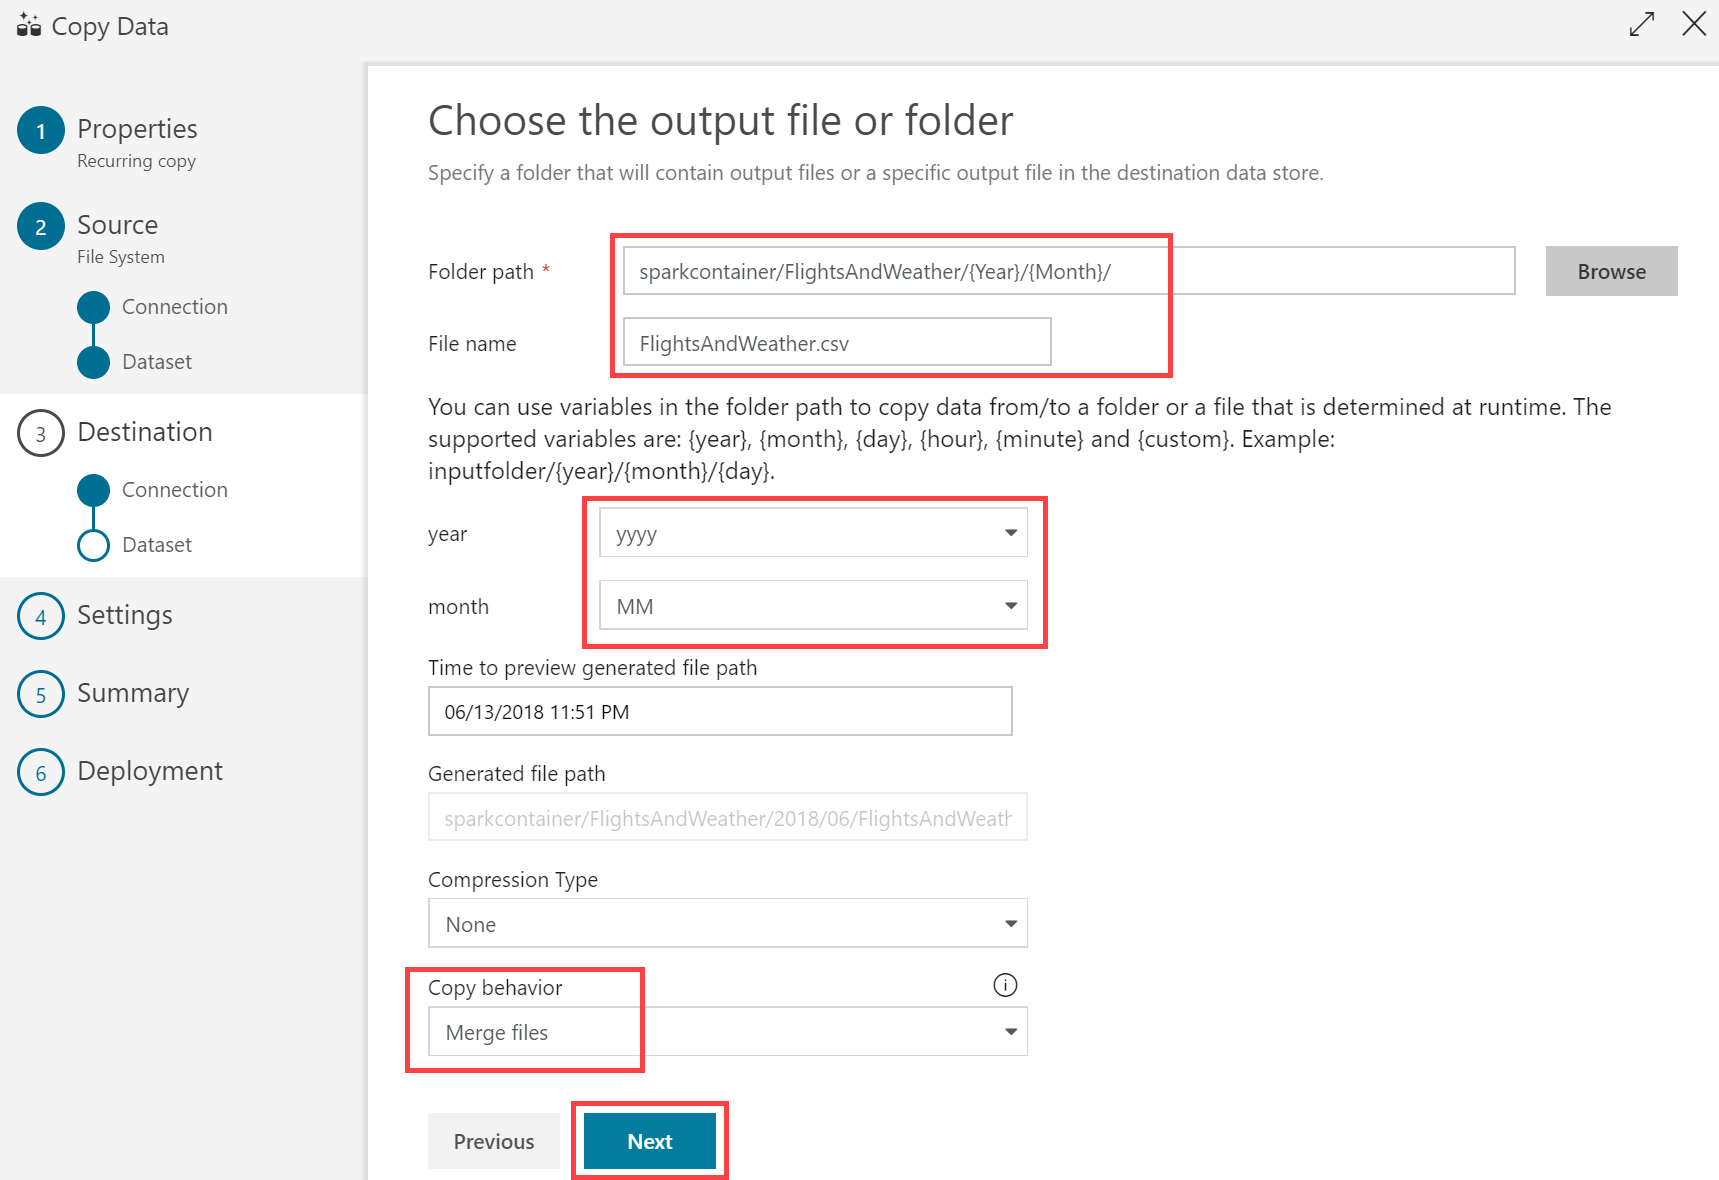 Copy Data
1 Properties
Recurring copy
2 Source
File System
Connection
Dataset
3 Destination
Connection
Dataset
4 Settings
5 Summary
6 Deployment
Choose the output file or folder
Specify a folder that will contain output files or a specific output file in the destination data store.
Folder path * sparkcontainer/FlightsAndWeather/{Year}/{Month}/ Browse
File name FlightsAndWeather.csv
You can use variables in the folder path to copy data from/to a folder or a file that is determined at runtime. The
supported variables are: {year}, {month}, {day}, {hour}, {minute} and {custom}. Example:
inputfolder/{year}/{month}/{day}.
year yyyy
month MM
Time to preview generated file path
06/13/2018 11:51 PM
Generated file path
sparkcontainer/FlightsAndWeather/2018/06/FlightsAndWeath
Compression Type
None
Copy behavior
Merge files
Previous Next